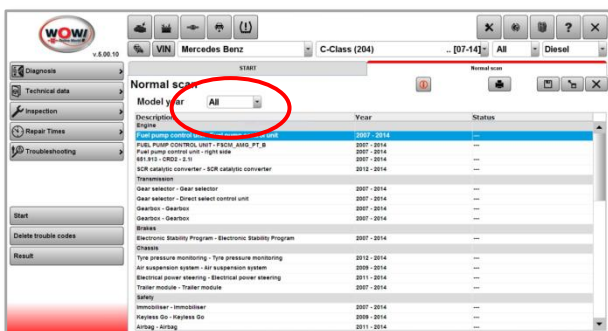 WOW!
v.5.00.10
VIN
Mercedes Benz
C-Class (204)
.. [07-14]
All
Diesel
Diagnosis
Technical data
Inspection
Repair Times
Troubleshooting
Start
Delete trouble codes
Result
START
Normal scan
Normal scan
Model year
All
Description Year Status
Engine
Fuel pump control unit - Fuel pump control unit 2007 - 2014 ---
FUEL PUMP CONTROL UNIT - FSCM_AMG_PT_B 2007 - 2014 ---
Fuel pump control unit - right side 2007 - 2014 ---
651.913 - CRD2 - 2.1l 2007 - 2014 ---
SCR catalytic converter - SCR catalytic converter 2012 - 2014 ---
Transmission
Gear selector - Gear selector 2007 - 2014 ---
Gear selector - Direct select control unit 2007 - 2014 ---
Gearbox - Gearbox 2007 - 2014 ---
Gearbox - Gearbox 2007 - 2014 ---
Brakes
Electronic Stability Program - Electronic Stability Program 2007 - 2014 ---
Chassis
Tyre pressure monitoring - Tyre pressure monitoring 2012 - 2014 ---
Air suspension system - Air suspension system 2009 - 2014 ---
Electrical power steering - Electrical power steering 2011 - 2014 ---
Trailer module - Trailer module 2007 - 2014 ---
Safety
Immobiliser - Immobiliser 2007 - 2014 ---
Keyless Go - Keyless Go 2009 - 2014 ---
Airbag - Airbag 2011 - 2014 ---